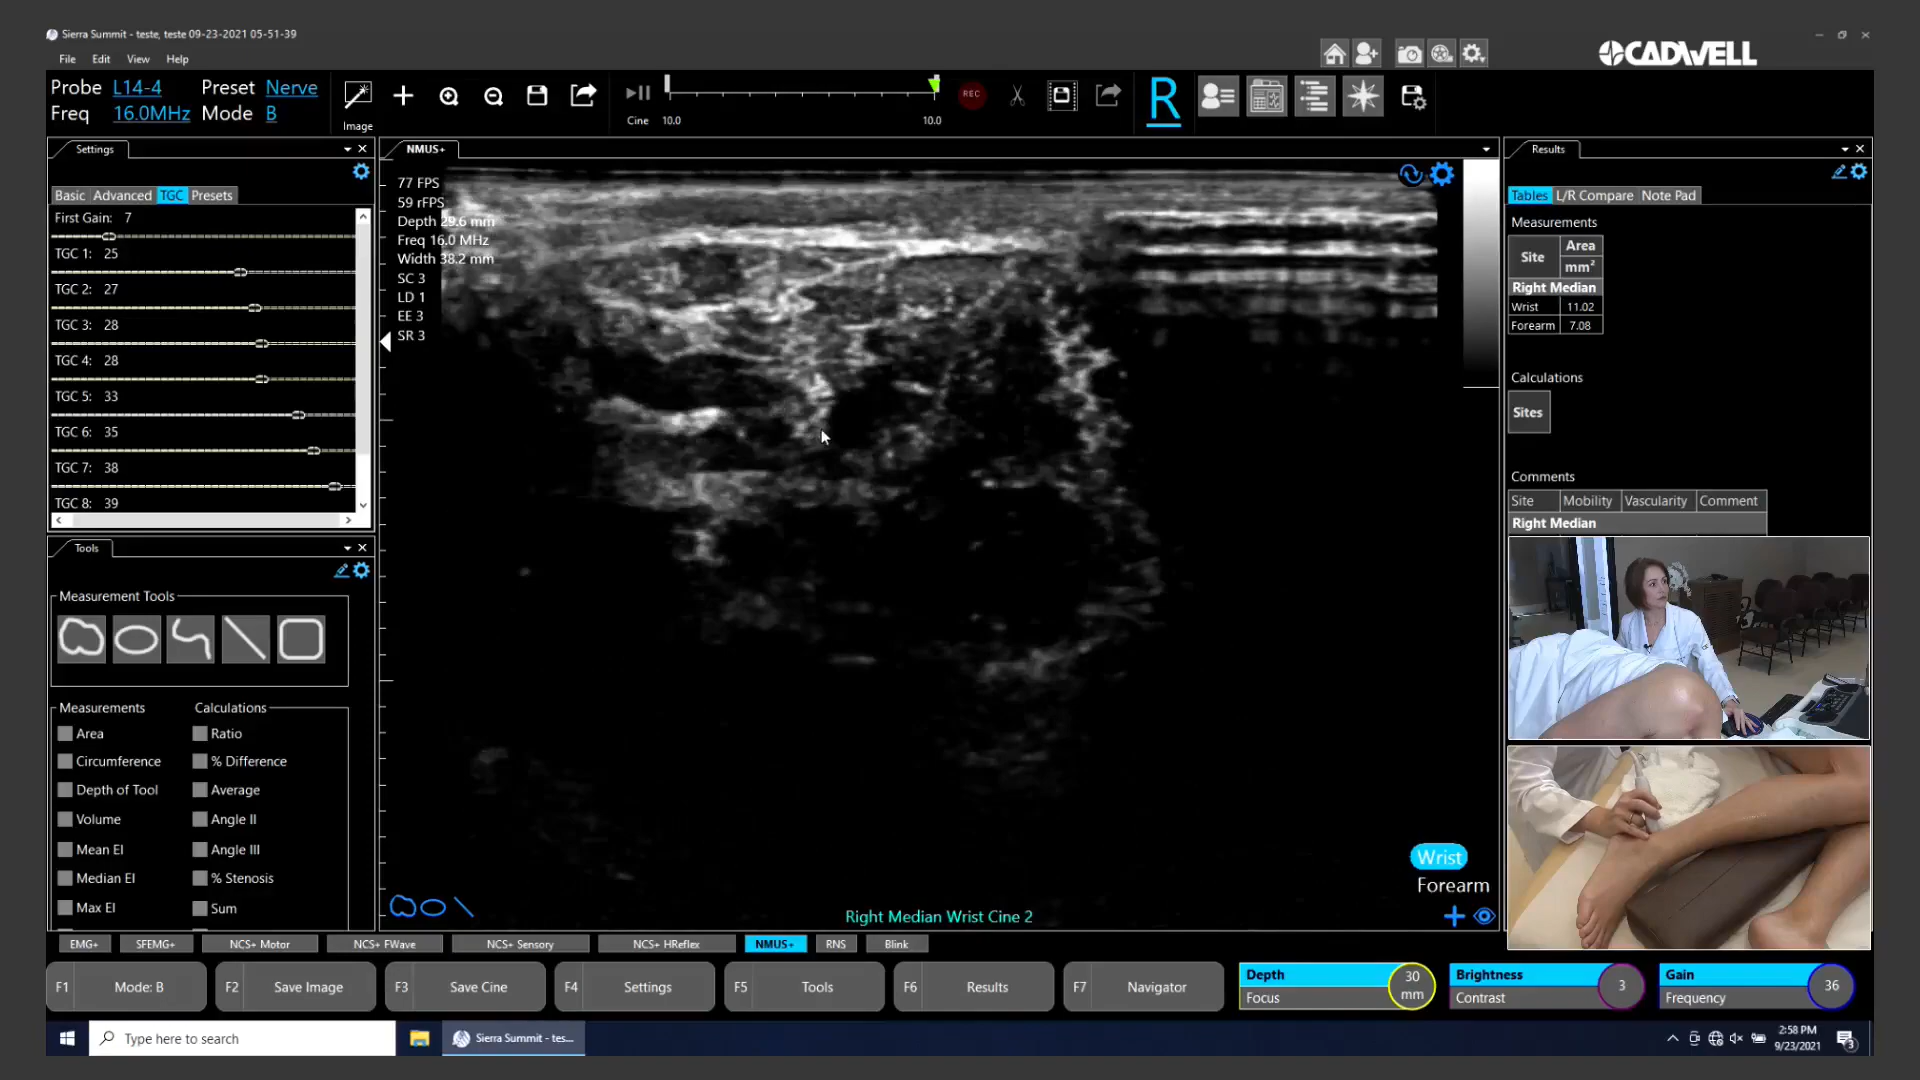 Sierra Summit - teste, teste 09-23-2021 05-51-39
File Edit View Help
CADWELL
Probe L14-4 Preset Nerve
Freq 16.0MHz Mode B
Image
Cine 10.0 10.0
REC
R
Settings
Basic Advanced TGC Presets
First Gain: 7
TGC 1: 25
TGC 2: 27
TGC 3: 28
TGC 4: 28
TGC 5: 33
TGC 6: 35
TGC 7: 38
TGC 8: 39
Tools
Measurement Tools
Measurements Calculations
Area Ratio
Circumference % Difference
Depth of Tool Average
Volume Angle II
Mean EI Angle III
Median EI % Stenosis
Max EI Sum
NMUS+
77 FPS
59 rFPS
Depth 29.6 mm
Freq 16.0 MHz
Width 38.2 mm
SC 3
LD 1
EE 3
SR 3
Wrist
Forearm
Right Median Wrist Cine 2
Results
Tables L/R Compare Note Pad
Measurements
Site Area
mm²
Right Median
Wrist 11.02
Forearm 7.08
Calculations
Sites
Comments
Site Mobility Vascularity Comment
Right Median
EMG+ SFEMG+ NCS+ Motor NCS+ FWave NCS+ Sensory NCS+ HReflex NMUS+ RNS Blink
F1 Mode: B F2 Save Image F3 Save Cine F4 Settings F5 Tools F6 Results F7 Navigator
Depth 30 mm
Focus
Brightness 3
Contrast
Gain 36
Frequency
Type here to search
Sierra Summit - tes...
2:58 PM
9/23/2021
3